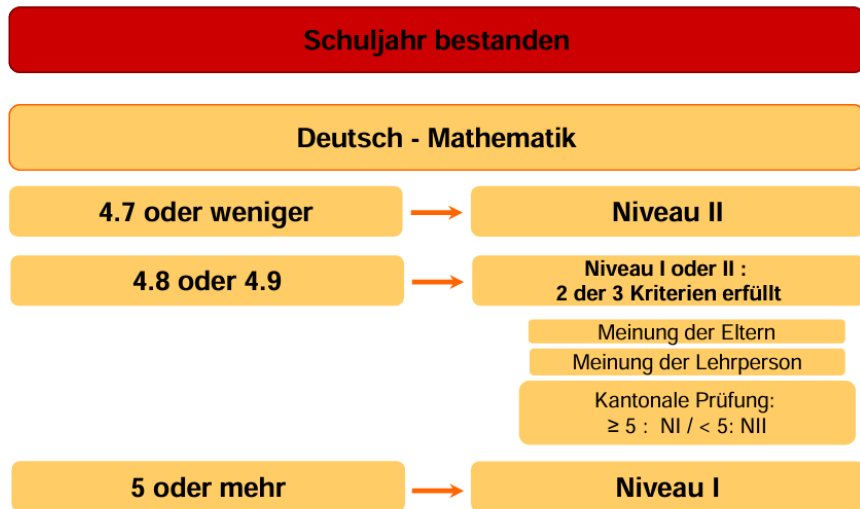 Schuljahr bestanden
Deutsch - Mathematik
4.7 oder weniger
Niveau II
4.8 oder 4.9
Niveau I oder II :
2 der 3 Kriterien erfüllt
Meinung der Eltern
Meinung der Lehrperson
Kantonale Prüfung:
≥ 5 : NI / < 5: NII
5 oder mehr
Niveau I